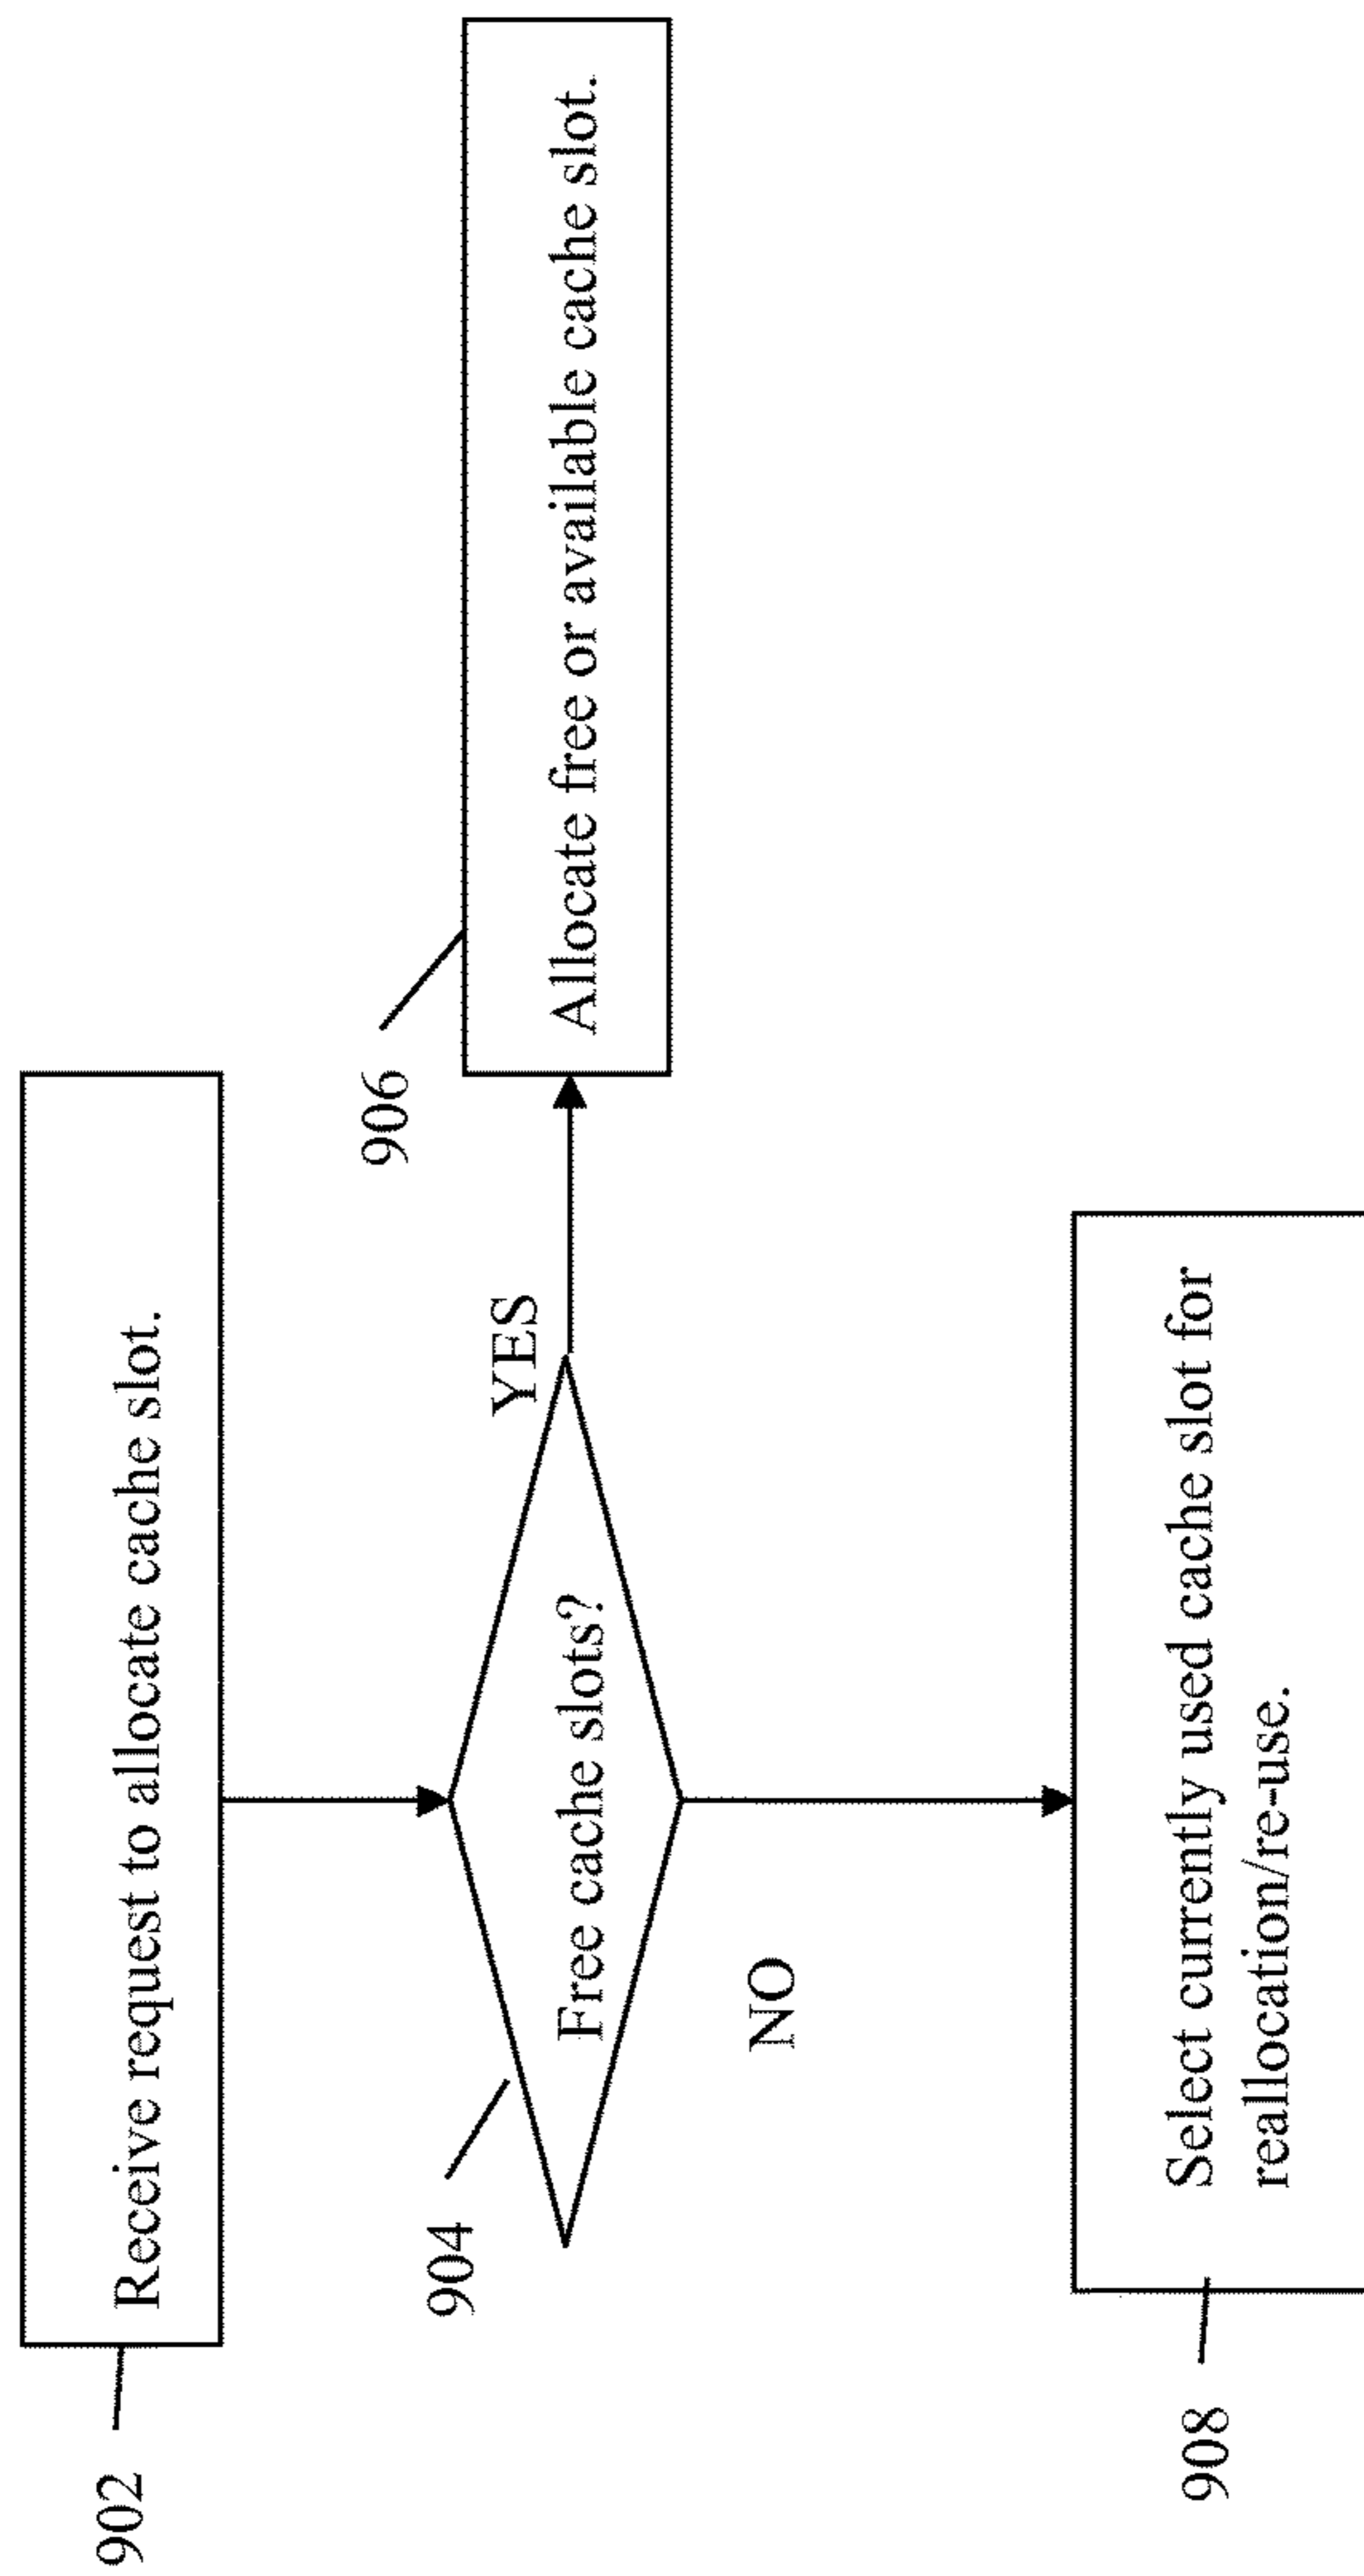 902
Receive request to allocate cache slot.
904
Free cache slots?
YES
906
Allocate free or available cache slot.
NO
908
Select currently used cache slot for
reallocation/re-use.